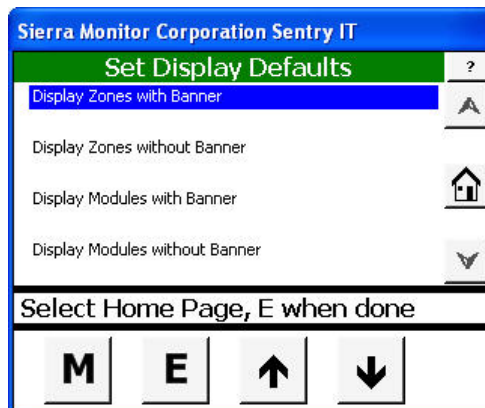 Sierra Monitor Corporation Sentry IT
Set Display Defaults ?
Display Zones with Banner
Display Zones without Banner
Display Modules with Banner
Display Modules without Banner
Select Home Page, E when done
M E